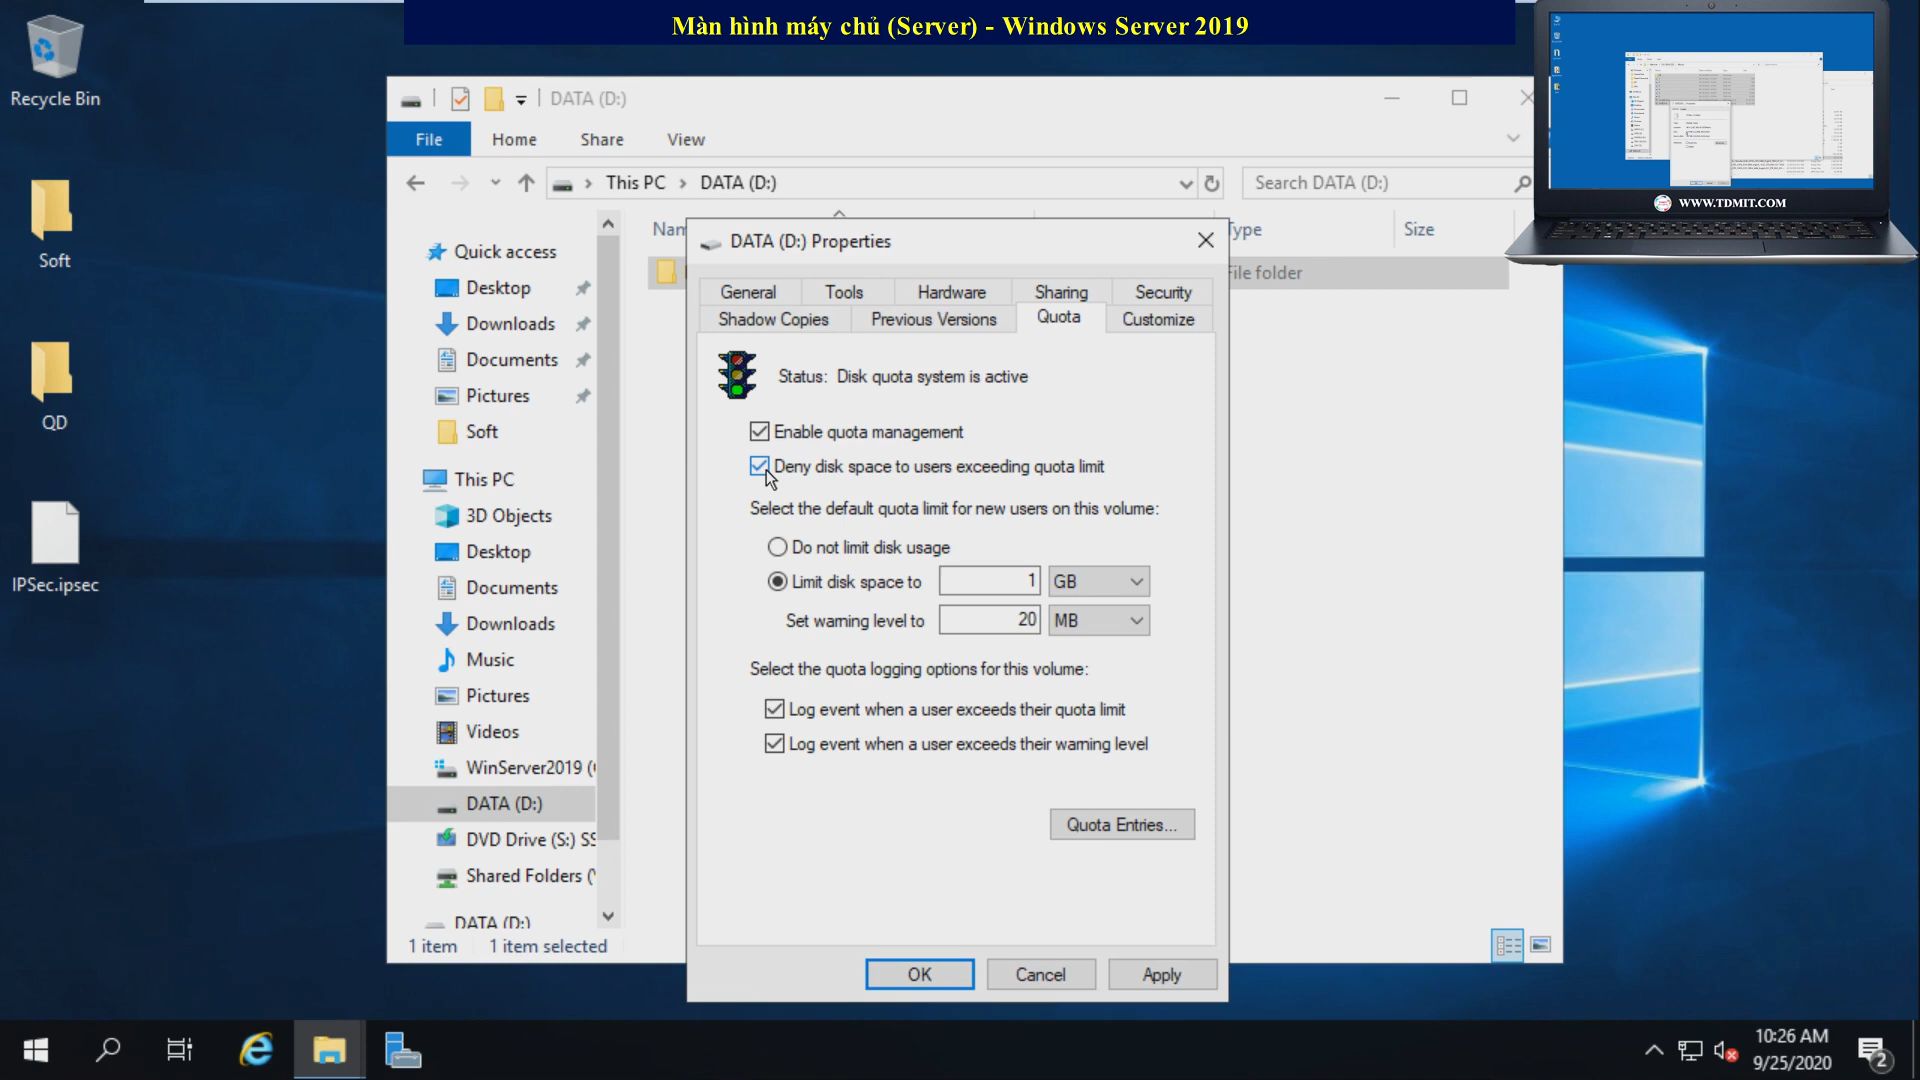 Màn hình máy chủ (Server) - Windows Server 2019
WWW.TDMIT.COM
Recycle Bin
Soft
QD
IPSec.ipsec
DATA (D:)
File
Home
Share
View
This PC
DATA (D:)
Search DATA (D:)
Size
File folder
Quick access
Desktop
Downloads
Documents
Pictures
Soft
This PC
3D Objects
Desktop
Documents
Downloads
Music
Pictures
Videos
WinServer2019 (
DATA (D:)
DVD Drive (S:) SS
Shared Folders (
DATA (D:)
1 item
1 item selected
DATA (D:) Properties
General
Tools
Hardware
Sharing
Security
Shadow Copies
Previous Versions
Quota
Customize
Status: Disk quota system is active
Enable quota management
Deny disk space to users exceeding quota limit
Select the default quota limit for new users on this volume:
Do not limit disk usage
Limit disk space to 1 GB
Set warning level to 20 MB
Select the quota logging options for this volume:
Log event when a user exceeds their quota limit
Log event when a user exceeds their warning level
Quota Entries...
OK
Cancel
Apply
10:26 AM
9/25/2020
2